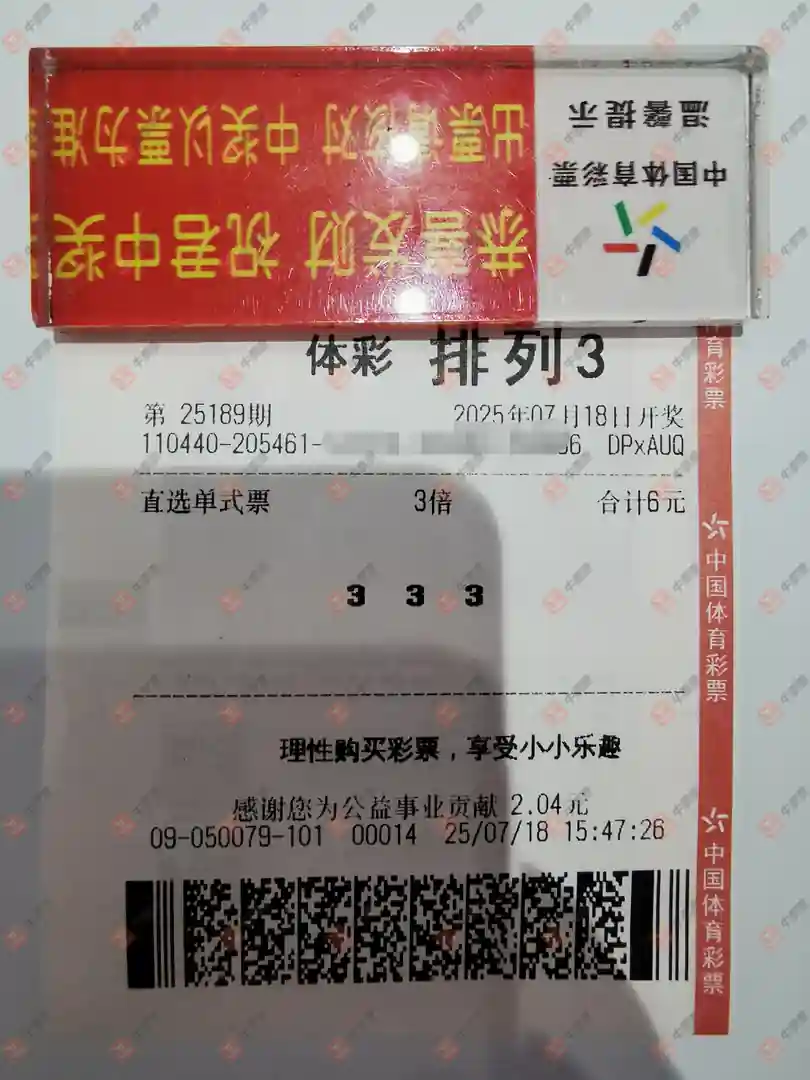 温馨提示
中国体育彩票
出票请核对 中奖以票为准
恭喜发财 祝君中奖
体彩 排列3
第 25189期 2025年07月18日开奖
110440-205461- 6 DPxAUQ
直选单式票 3倍 合计6元
3 3 3
理性购买彩票，享受小小乐趣
感谢您为公益事业贡献 2.04元
09-050079-101 00014 25/07/18 15:47:26
育彩票
中国体育彩票
中国体育彩票